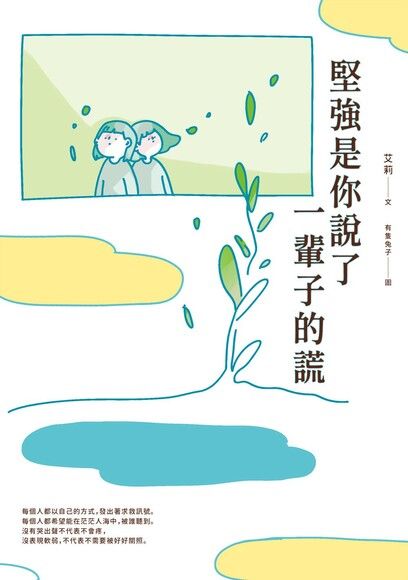 堅強是你說了
一輩子的謊
艾莉——文
有隻兔子——圖
每個人都以自己的方式，發出著求救訊號。
每個人都希望能在茫茫人海中，被誰聽到。
沒有哭出聲不代表不會疼，
沒表現軟弱，不代表不需要被好好關照。